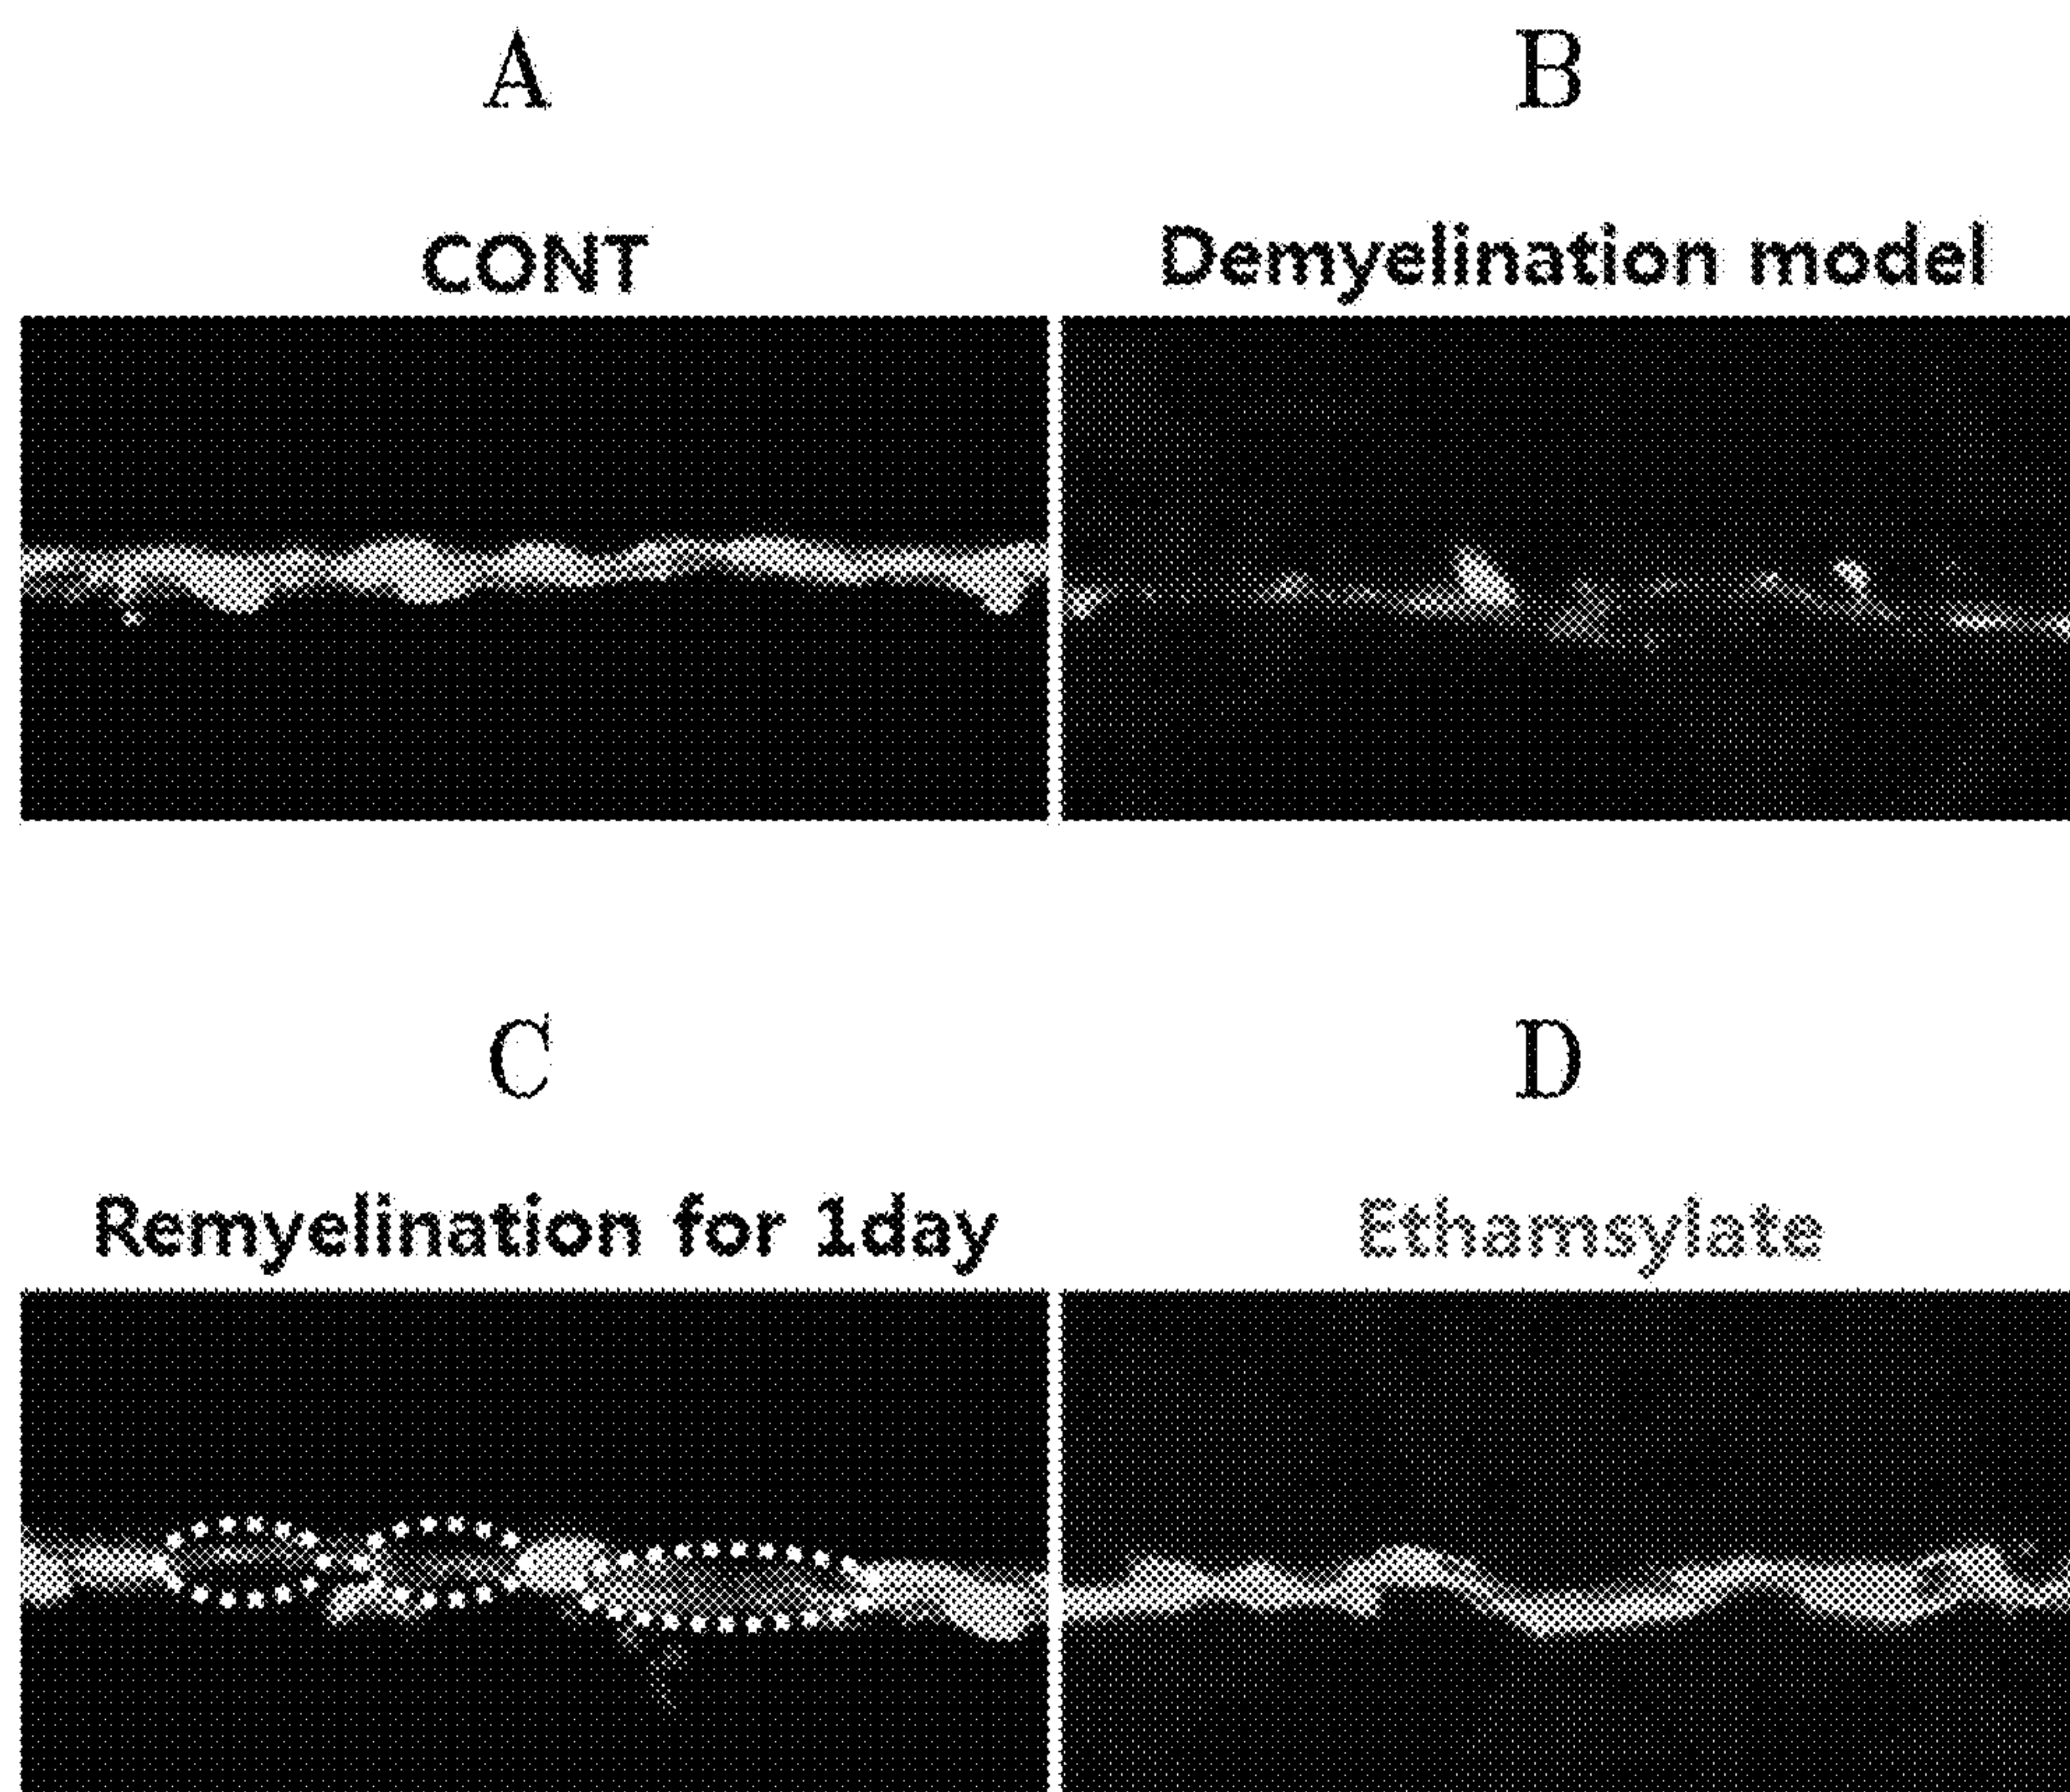 A
B
CONT
Demyelination model
C
D
Remyelination for 1day
Ethamsylate